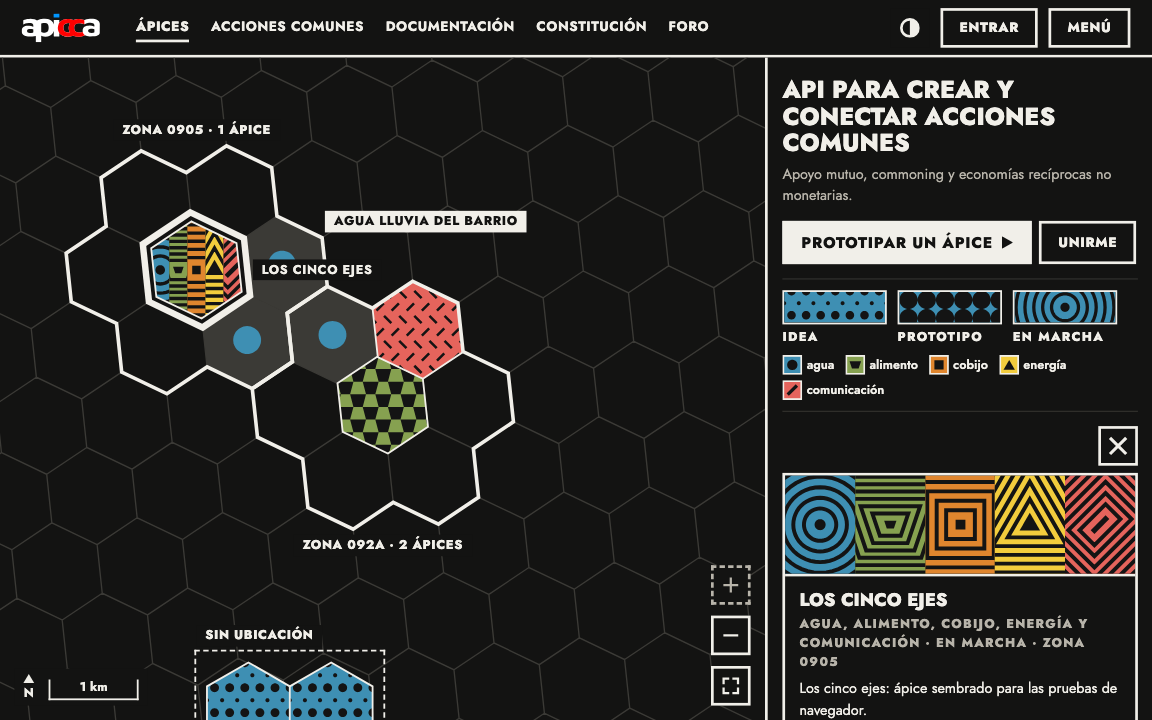 apicca
ÁPICES
ACCIONES COMUNES
DOCUMENTACIÓN
CONSTITUCIÓN
FORO
ENTRAR
MENÚ
ZONA 0905 · 1 ÁPICE
AGUA LLUVIA DEL BARRIO
LOS CINCO EJES
ZONA 092A · 2 ÁPICES
SIN UBICACIÓN
N
1 km
API PARA CREAR Y
CONECTAR ACCIONES
COMUNES
Apoyo mutuo, commoning y economías recíprocas no
monetarias.
PROTOTIPAR UN ÁPICE ▶
UNIRME
IDEA
PROTOTIPO
EN MARCHA
agua
alimento
cobijo
energía
comunicación
LOS CINCO EJES
AGUA, ALIMENTO, COBIJO, ENERGÍA Y
COMUNICACIÓN · EN MARCHA · ZONA
0905
Los cinco ejes: ápice sembrado para las pruebas de
navegador.